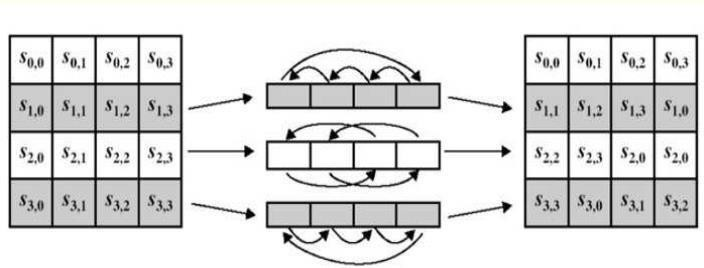 s0,0 s0,1 s0,2 s0,3 s0,0 s0,1 s0,2 s0,3
s1,0 s1,1 s1,2 s1,3 s1,1 s1,2 s1,3 s1,0
s2,0 s2,1 s2,2 s2,3 s2,2 s2,3 s2,0 s2,0
s3,0 s3,1 s3,2 s3,3 s3,3 s3,0 s3,1 s3,2